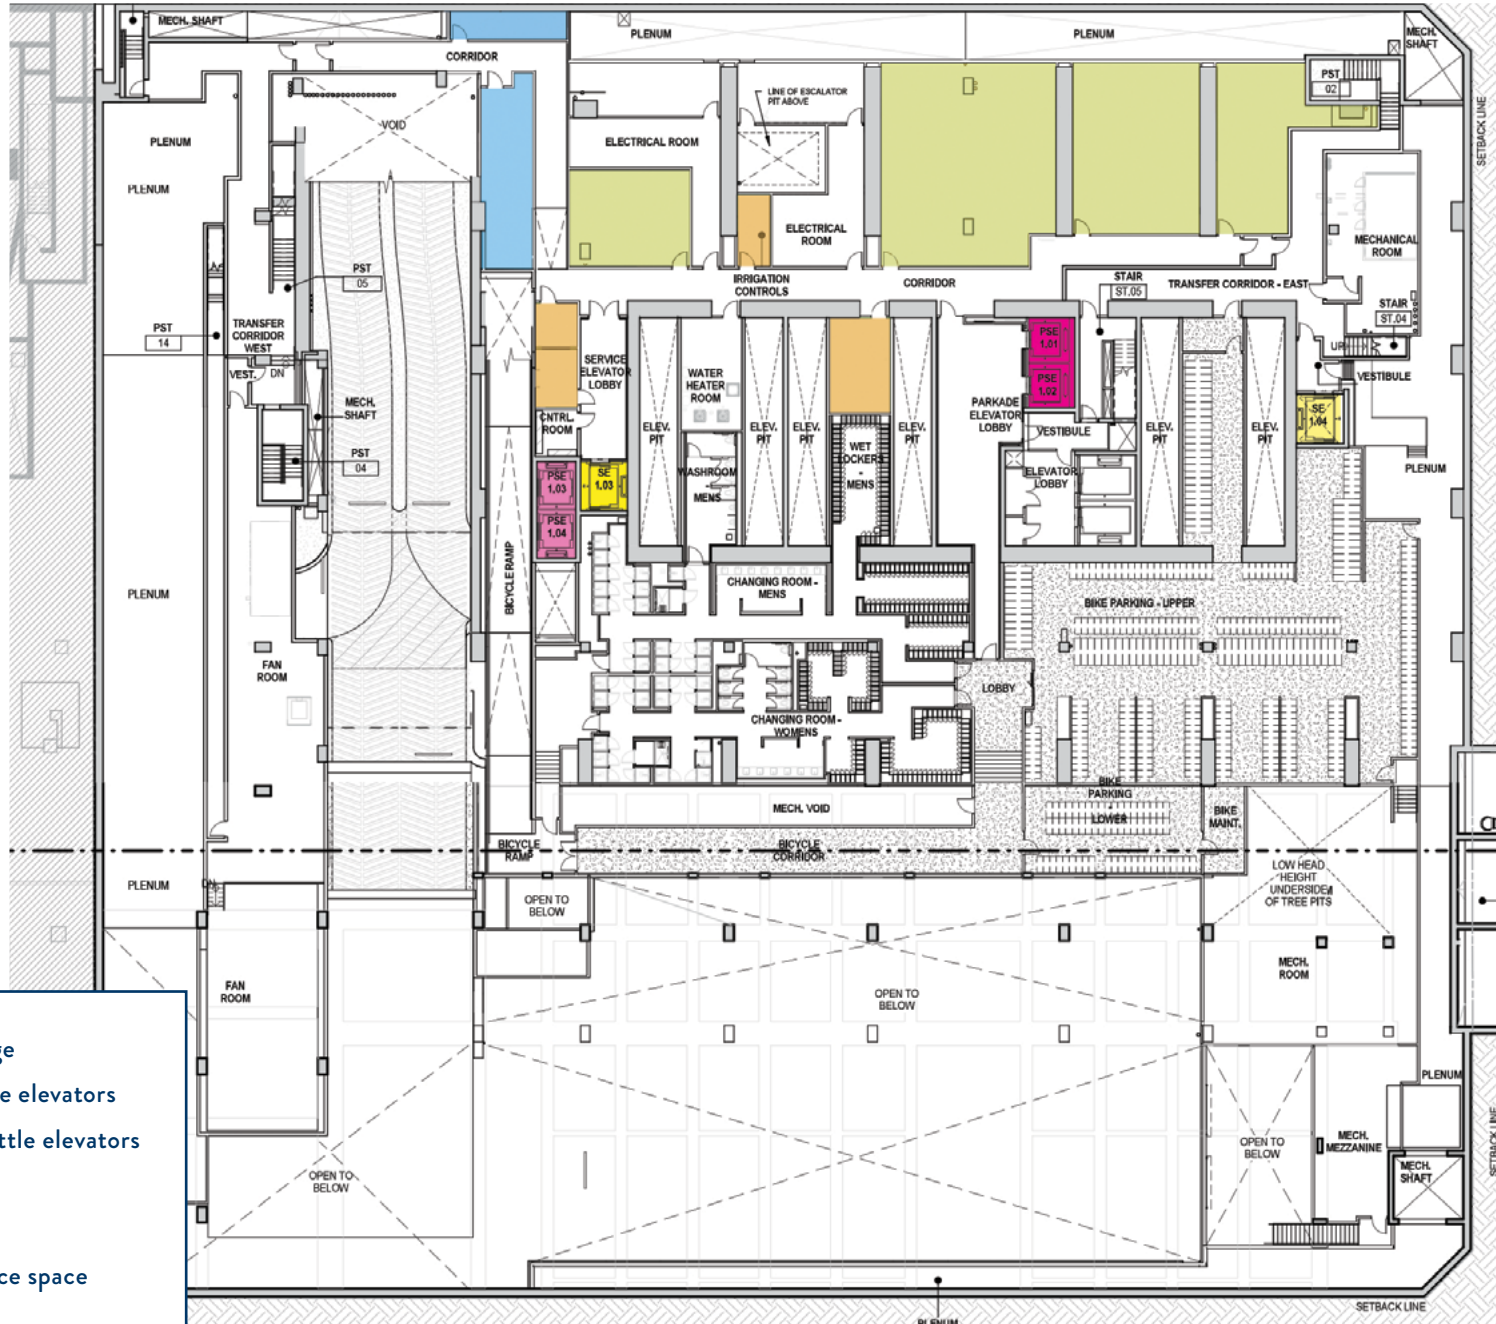 MECH. SHAFT
CORRIDOR
PLENUM
PLENUM
MECH.
SHAFT
PST
02
SETBACK LINE
LINE OF ESCALATOR
PIT ABOVE
VOID
PLENUM
PLENUM
ELECTRICAL ROOM
ELECTRICAL
ROOM
MECHANICAL
ROOM
PST
05
IRRIGATION
CONTROLS
CORRIDOR
STAIR
ST.05
TRANSFER CORRIDOR - EAST
STAIR
ST.04
PST
14
TRANSFER
CORRIDOR
WEST
VEST.
DN
UP
VESTIBULE
SERVICE
ELEVATOR
LOBBY
WATER
HEATER
ROOM
PSE
1.01
PSE
1.02
PARKADE
ELEVATOR
LOBBY
MECH.
SHAFT
CNTRL.
ROOM
ELEV.
PIT
ELEV.
PIT
ELEV.
PIT
ELEV.
PIT
ELEV.
PIT
ELEV.
PIT
SE
1.04
VESTIBULE
PST
04
PSE
1.03
PSE
1.04
SE
1.03
WASHROOM
-
MENS
WET
LOCKERS
-
MENS
ELEVATOR
LOBBY
PLENUM
BICYCLE RAMP
PLENUM
CHANGING ROOM -
MENS
BIKE PARKING - UPPER
FAN
ROOM
LOBBY
CHANGING ROOM -
WOMENS
MECH. VOID
BIKE
PARKING
-
LOWER
BIKE
MAINT.
BICYCLE
RAMP
BICYCLE
CORRIDOR
LOW HEAD
HEIGHT
UNDERSIDE
OF TREE PITS
PLENUM
DN
OPEN TO
BELOW
MECH.
ROOM
FAN
ROOM
OPEN TO
BELOW
PLENUM
OPEN TO
BELOW
MECH.
MEZZANINE
MECH.
SHAFT
OPEN TO
BELOW
SETBACK LINE
e elevators
ttle elevators
ce space
SETBACK LINE
PLENUM